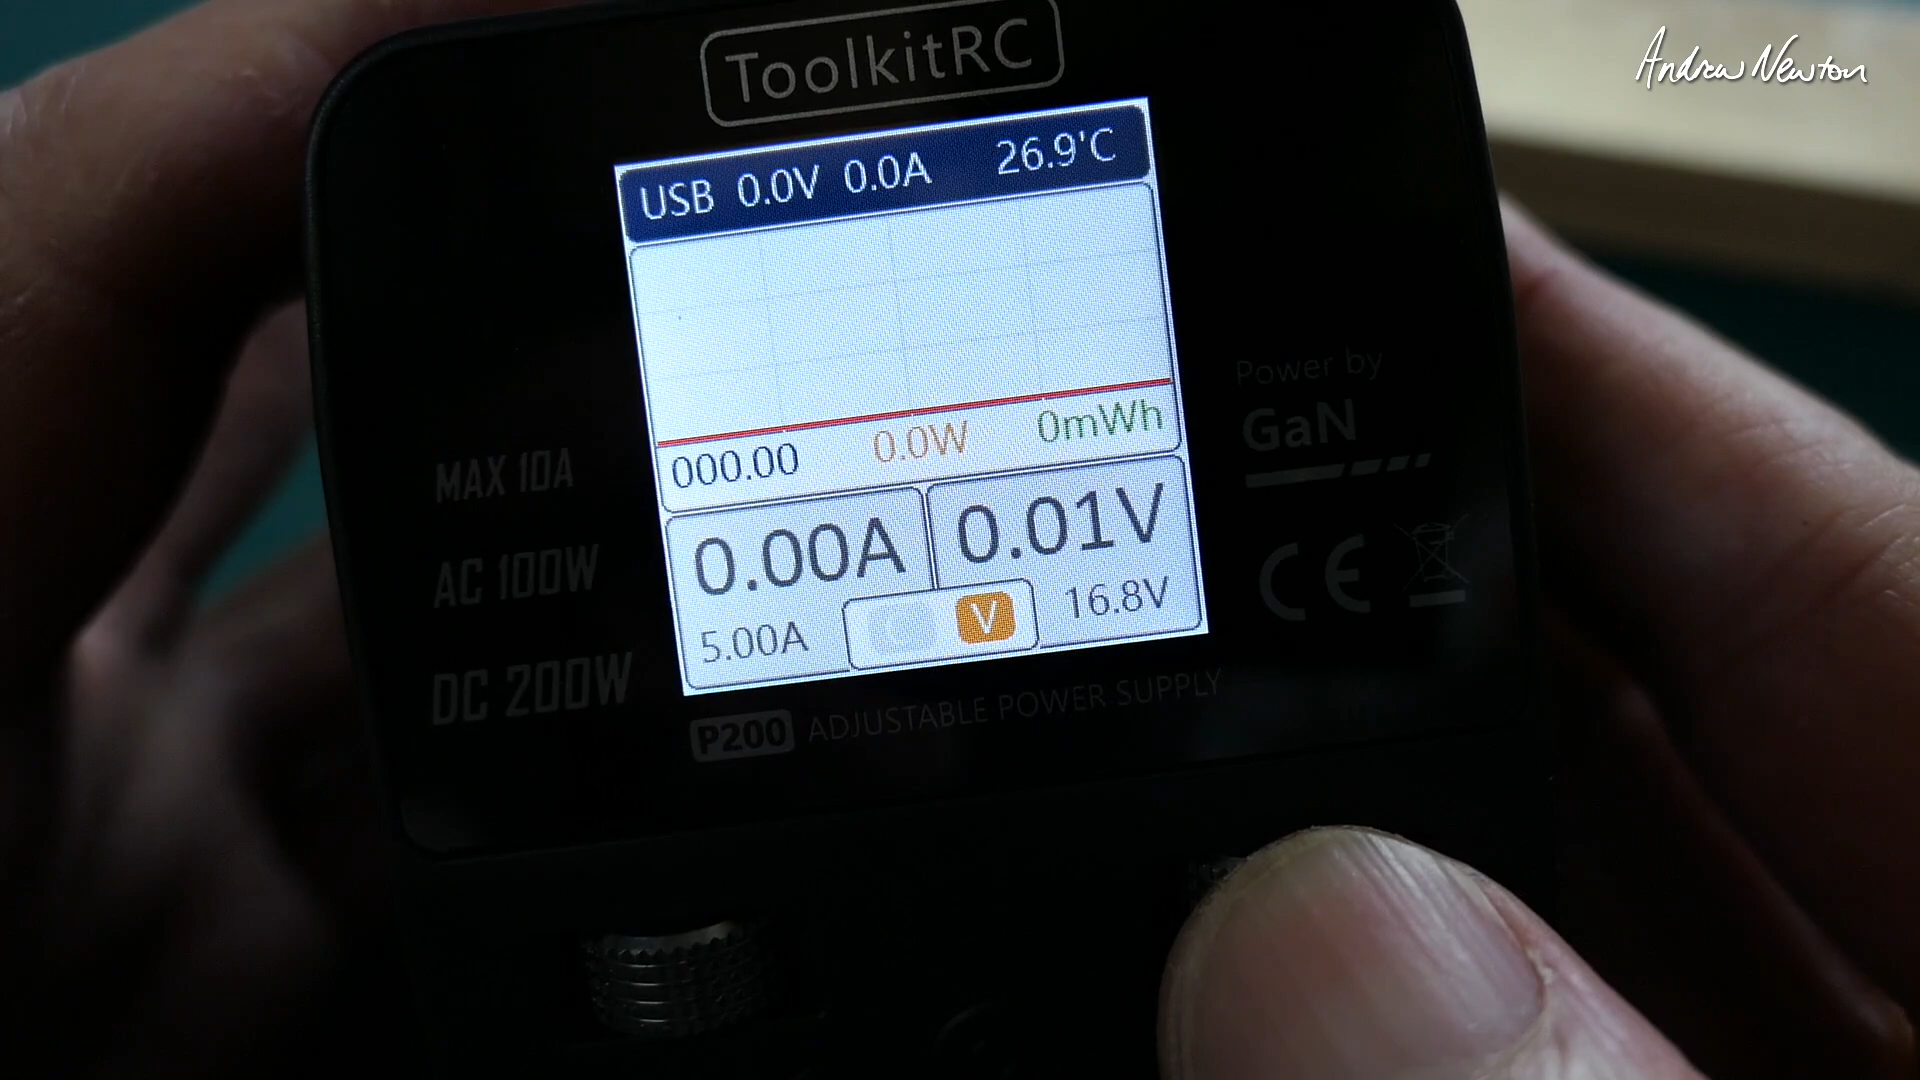 Andrew Newton
ToolkitRC
USB 0.0V 0.0A 26.9'C
000.00 0.0W 0mWh
0.00A 0.01V
5.00A V 16.8V
MAX 10A
AC 100W
DC 200W
Power by
GaN
CE
P200 ADJUSTABLE POWER SUPPLY